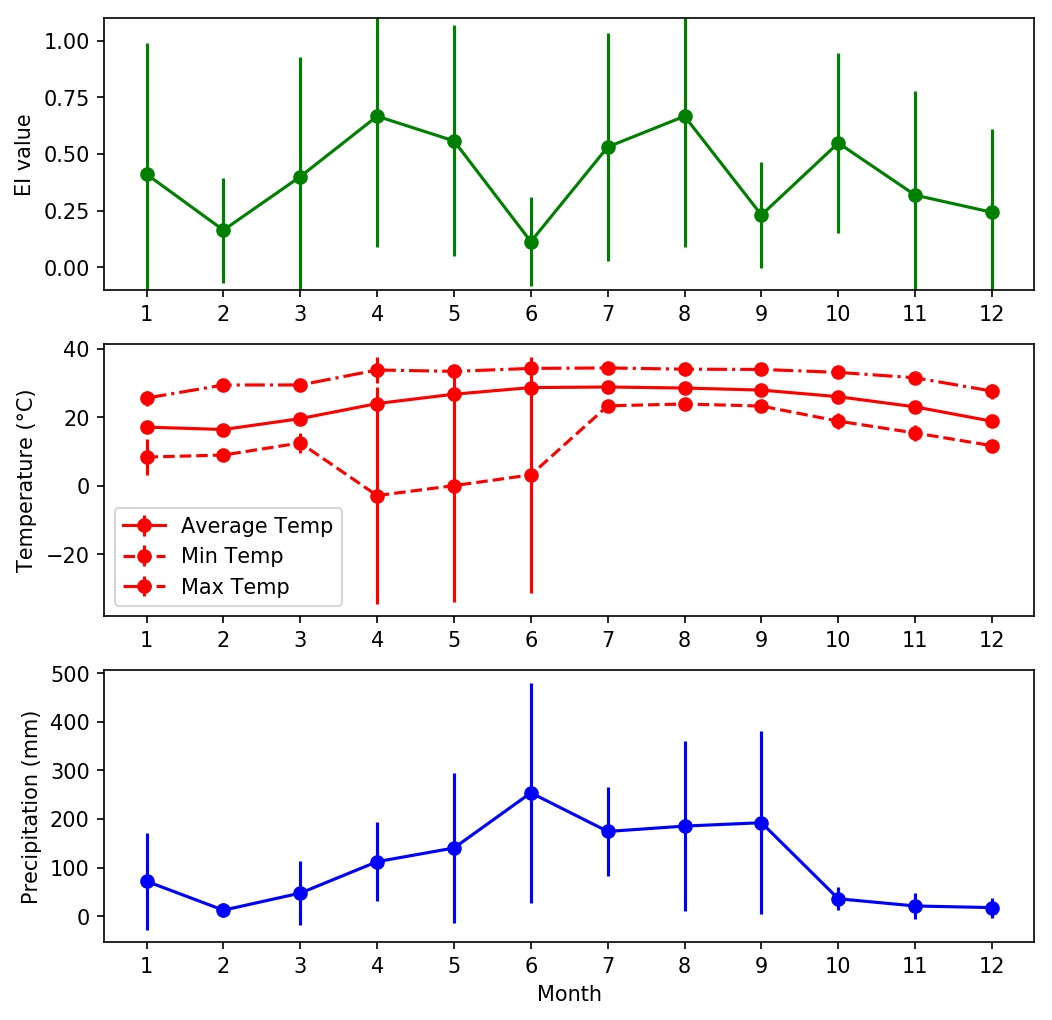 EI value
1.00
0.75
0.50
0.25
0.00
1 2 3 4 5 6 7 8 9 10 11 12
Temperature (°C)
40
20
0
−20
Average Temp
Min Temp
Max Temp
1 2 3 4 5 6 7 8 9 10 11 12
Precipitation (mm)
500
400
300
200
100
0
1 2 3 4 5 6 7 8 9 10 11 12
Month